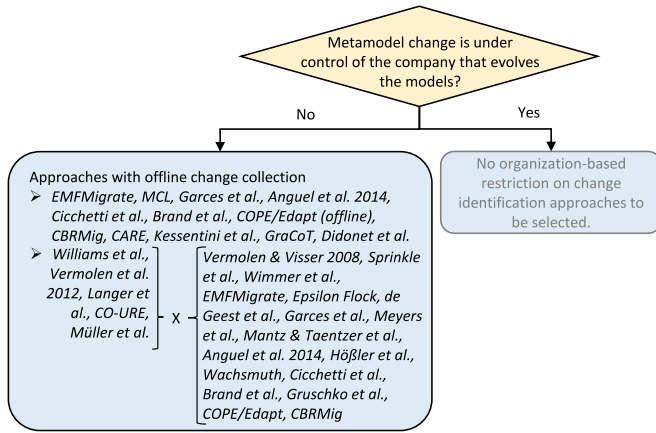 Metamodel change is under
control of the company that evolves
the models?
No
Yes
Approaches with offline change collection
➢ EMFMigrate, MCL, Garces et al., Anguel et al. 2014,
Cicchetti et al., Brand et al., COPE/Edapt (offline),
CBRMig, CARE, Kessentini et al., GraCoT, Didonet et al.
➢ Williams et al.,
Vermolen et al.
2012, Langer et
al., CO-URE,
Müller et al.
X
Vermolen & Visser 2008, Sprinkle
et al., Wimmer et al.,
EMFMigrate, Epsilon Flock, de
Geest et al., Garces et al., Meyers
et al., Mantz & Taentzer et al.,
Anguel et al. 2014, Hößler et al.,
Wachsmuth, Cicchetti et al.,
Brand et al., Gruschko et al.,
COPE/Edapt, CBRMig
No organization-based
restriction on change
identification approaches to
be selected.